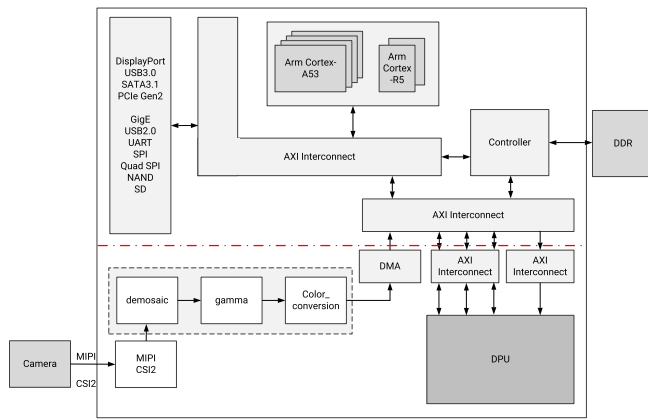 DisplayPort
USB3.0
SATA3.1
PCIe Gen2
GigE
USB2.0
UART
SPI
Quad SPI
NAND
SD
Arm Cortex-
A53
Arm
Cortex
-R5
AXI Interconnect
Controller
DDR
AXI Interconnect
DMA
AXI
Interconnect
AXI
Interconnect
demosaic
gamma
Color_
conversion
Camera
MIPI
CSI2
MIPI
CSI2
DPU